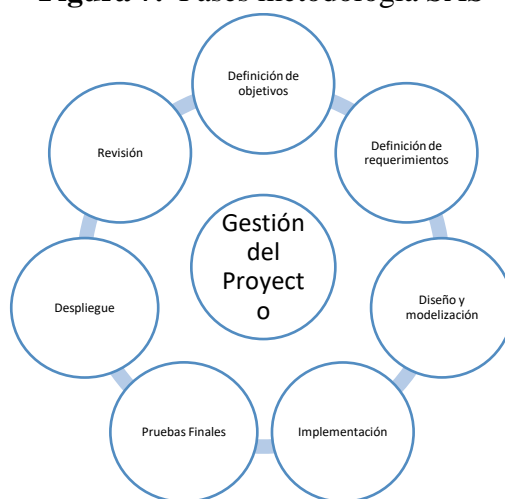 Figura 7. Fases metodología SAS
Definición de
objetivos
Definición de
requerimientos
Diseño y
modelización
Implementación
Pruebas Finales
Despliegue
Revisión
Gestión
del
Proyect
o